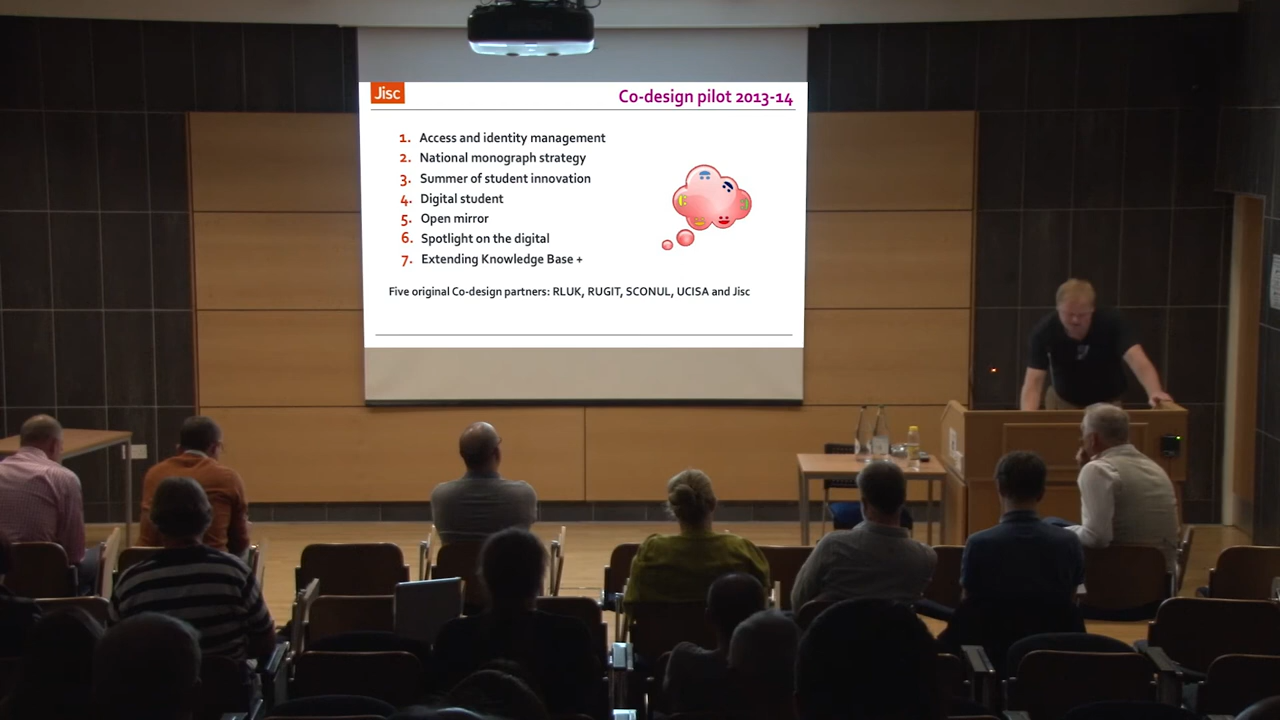 Jisc
Co-design pilot 2013-14
1. Access and identity management
2. National monograph strategy
3. Summer of student innovation
4. Digital student
5. Open mirror
6. Spotlight on the digital
7. Extending Knowledge Base +
Five original Co-design partners: RLUK, RUGIT, SCONUL, UCISA and Jisc